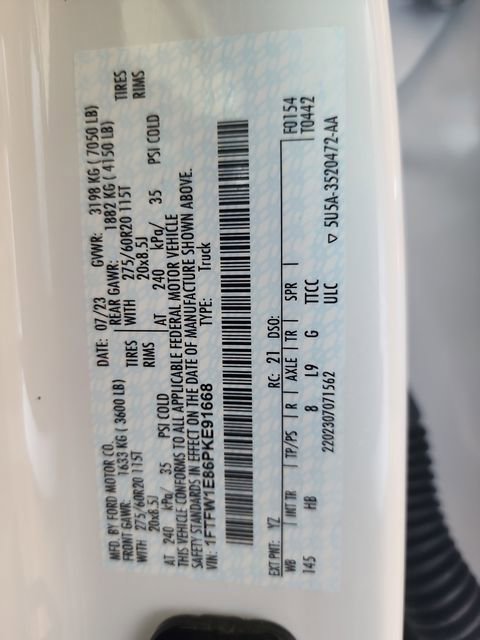 MFD. BY FORD MOTOR CO. DATE: 07/23 GVWR: 3198 KG (7050 LB)
FRONT GAWR: 1633 KG (3600 LB) REAR GAWR: 1882 KG (4150 LB)
WITH 275/60R20 115T TIRES WITH 275/60R20 115T TIRES
20x8.5J RIMS 20x8.5J RIMS
AT 240 kPa/ 35 PSI COLD AT 240 kPa/ 35 PSI COLD
THIS VEHICLE CONFORMS TO ALL APPLICABLE FEDERAL MOTOR VEHICLE
SAFETY STANDARDS IN EFFECT ON THE DATE OF MANUFACTURE SHOWN ABOVE.
VIN: 1FTFW1E86PKE91668 TYPE: Truck
F0154
EXT PNT: YZ RC: 21 DSO: T0442
WB INT TR TP/PS R AXLE TR SPR
145 HB 8 L9 G TTCC
2202307071562 ULC ▽ 5U5A-3520472-AA